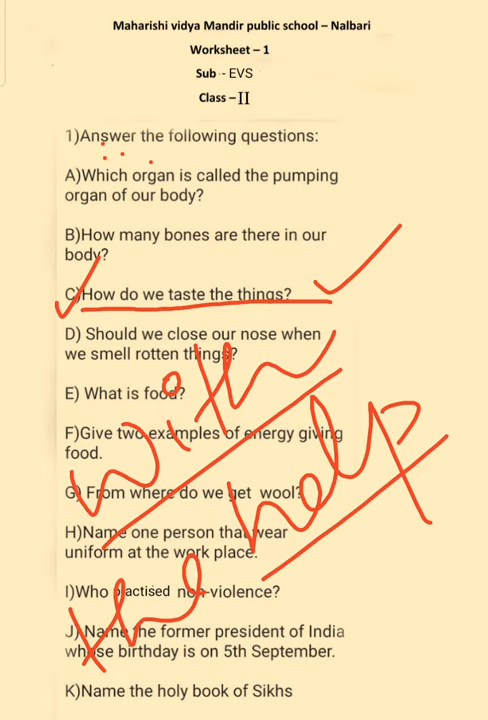 Maharishi vidya Mandir public school – Nalbari
Worksheet – 1
Sub - EVS
Class – II
1)Answer the following questions:
A)Which organ is called the pumping
organ of our body?
B)How many bones are there in our
body?
C)How do we taste the things?
D) Should we close our nose when
we smell rotten things?
E) What is food?
F)Give two examples of energy giving
food.
G) From where do we get wool?
H)Name one person that wear
uniform at the work place.
I)Who practised non-violence?
J) Name the former president of India
whose birthday is on 5th September.
K)Name the holy book of Sikhs
with
the help